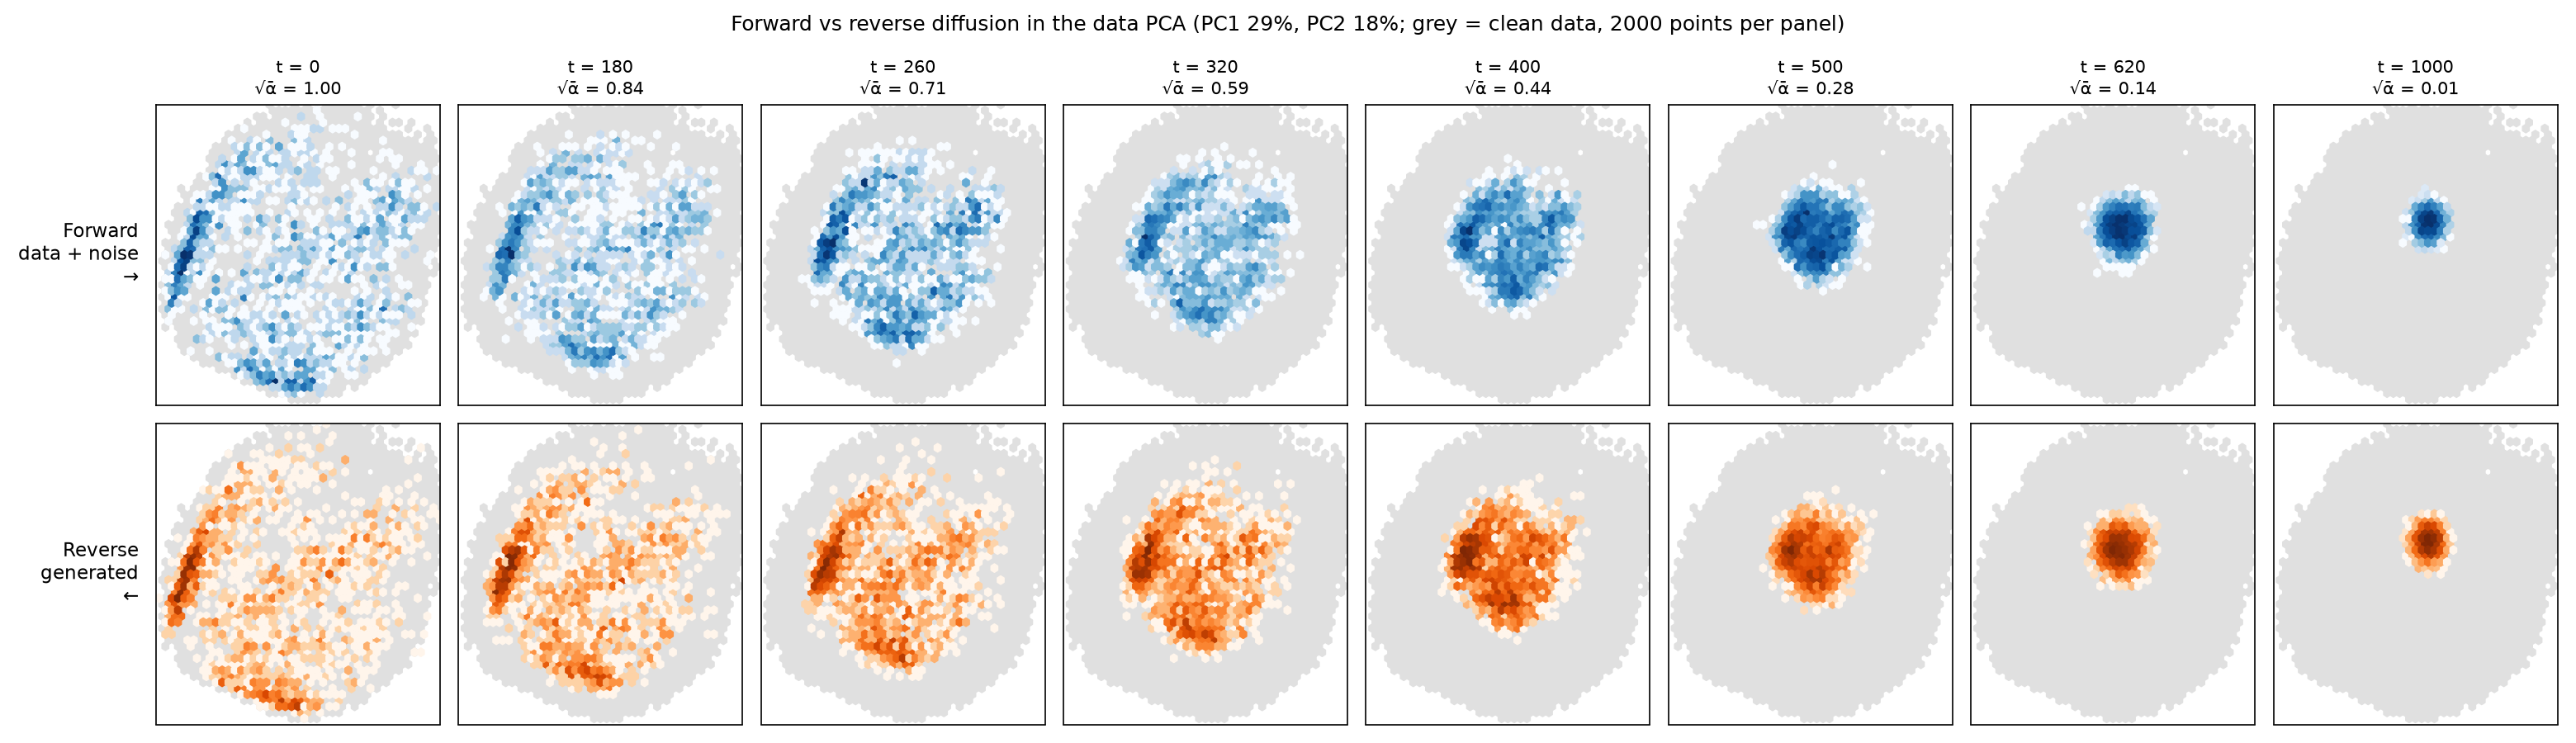 Forward vs reverse diffusion in the data PCA (PC1 29%, PC2 18%; grey = clean data, 2000 points per panel)
t = 0
√ᾱ = 1.00
t = 180
√ᾱ = 0.84
t = 260
√ᾱ = 0.71
t = 320
√ᾱ = 0.59
t = 400
√ᾱ = 0.44
t = 500
√ᾱ = 0.28
t = 620
√ᾱ = 0.14
t = 1000
√ᾱ = 0.01
Forward
data + noise
→
Reverse
generated
←